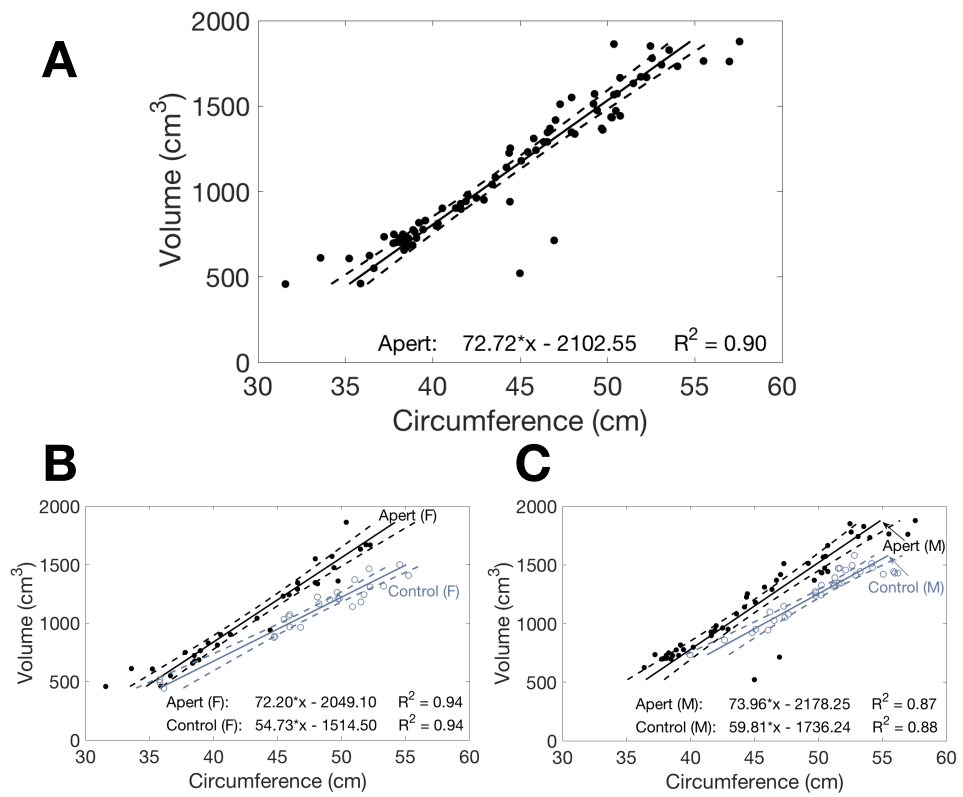 A
2000
1500
1000
500
0
Volume (cm³)
Apert: 72.72*x - 2102.55 R² = 0.90
30 35 40 45 50 55 60
Circumference (cm)
B
2000
1500
1000
500
0
Volume (cm³)
Apert (F)
Control (F)
Apert (F): 72.20*x - 2049.10 R² = 0.94
Control (F): 54.73*x - 1514.50 R² = 0.94
30 35 40 45 50 55 60
Circumference (cm)
C
2000
1500
1000
500
0
Volume (cm³)
Apert (M)
Control (M)
Apert (M): 73.96*x - 2178.25 R² = 0.87
Control (M): 59.81*x - 1736.24 R² = 0.88
30 35 40 45 50 55 60
Circumference (cm)